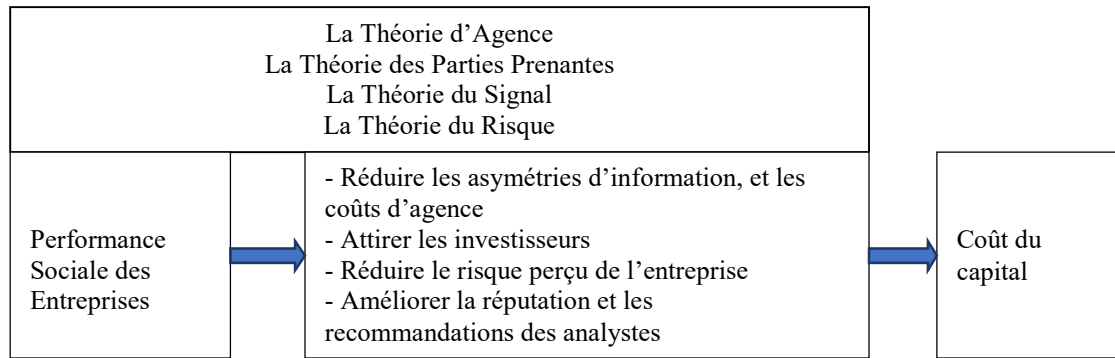 La Théorie d’Agence
La Théorie des Parties Prenantes
La Théorie du Signal
La Théorie du Risque
Performance
Sociale des
Entreprises
- Réduire les asymétries d’information, et les
coûts d’agence
- Attirer les investisseurs
- Réduire le risque perçu de l’entreprise
- Améliorer la réputation et les
recommandations des analystes
Coût du
capital